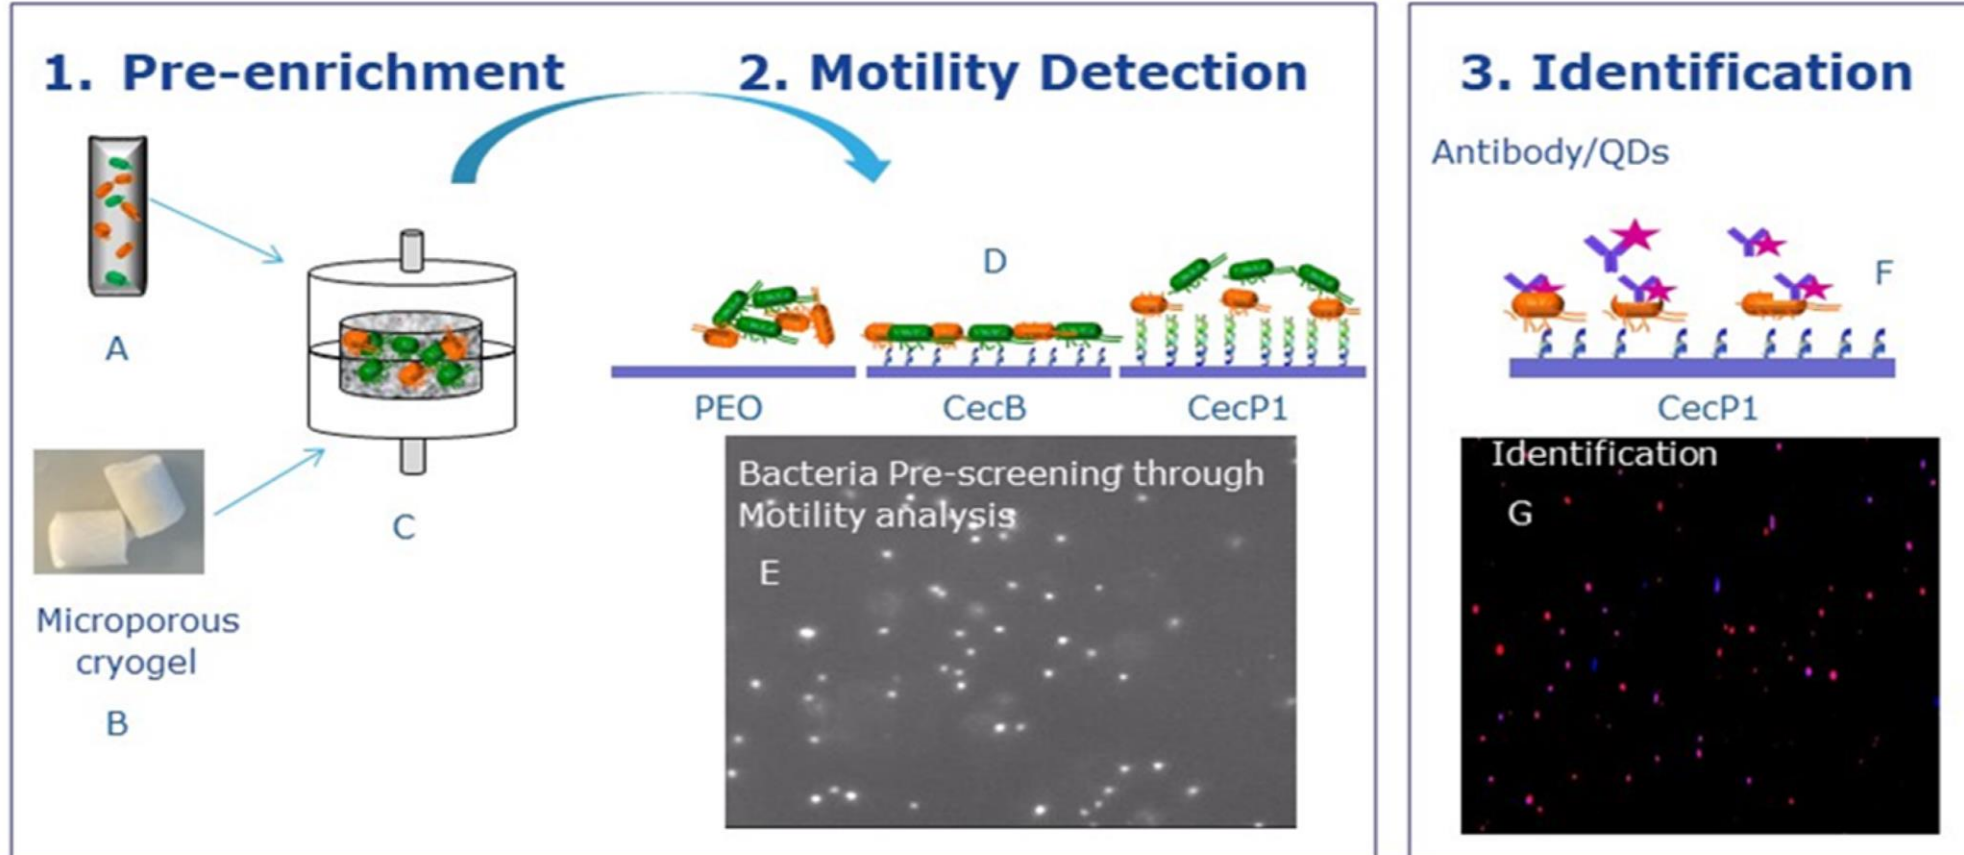 1. Pre-enrichment
2. Motility Detection
A
Microporous
cryogel
B
C
D
PEO
CecB
CecP1
Bacteria Pre-screening through
Motility analysis
E
3. Identification
Antibody/QDs
F
CecP1
Identification
G